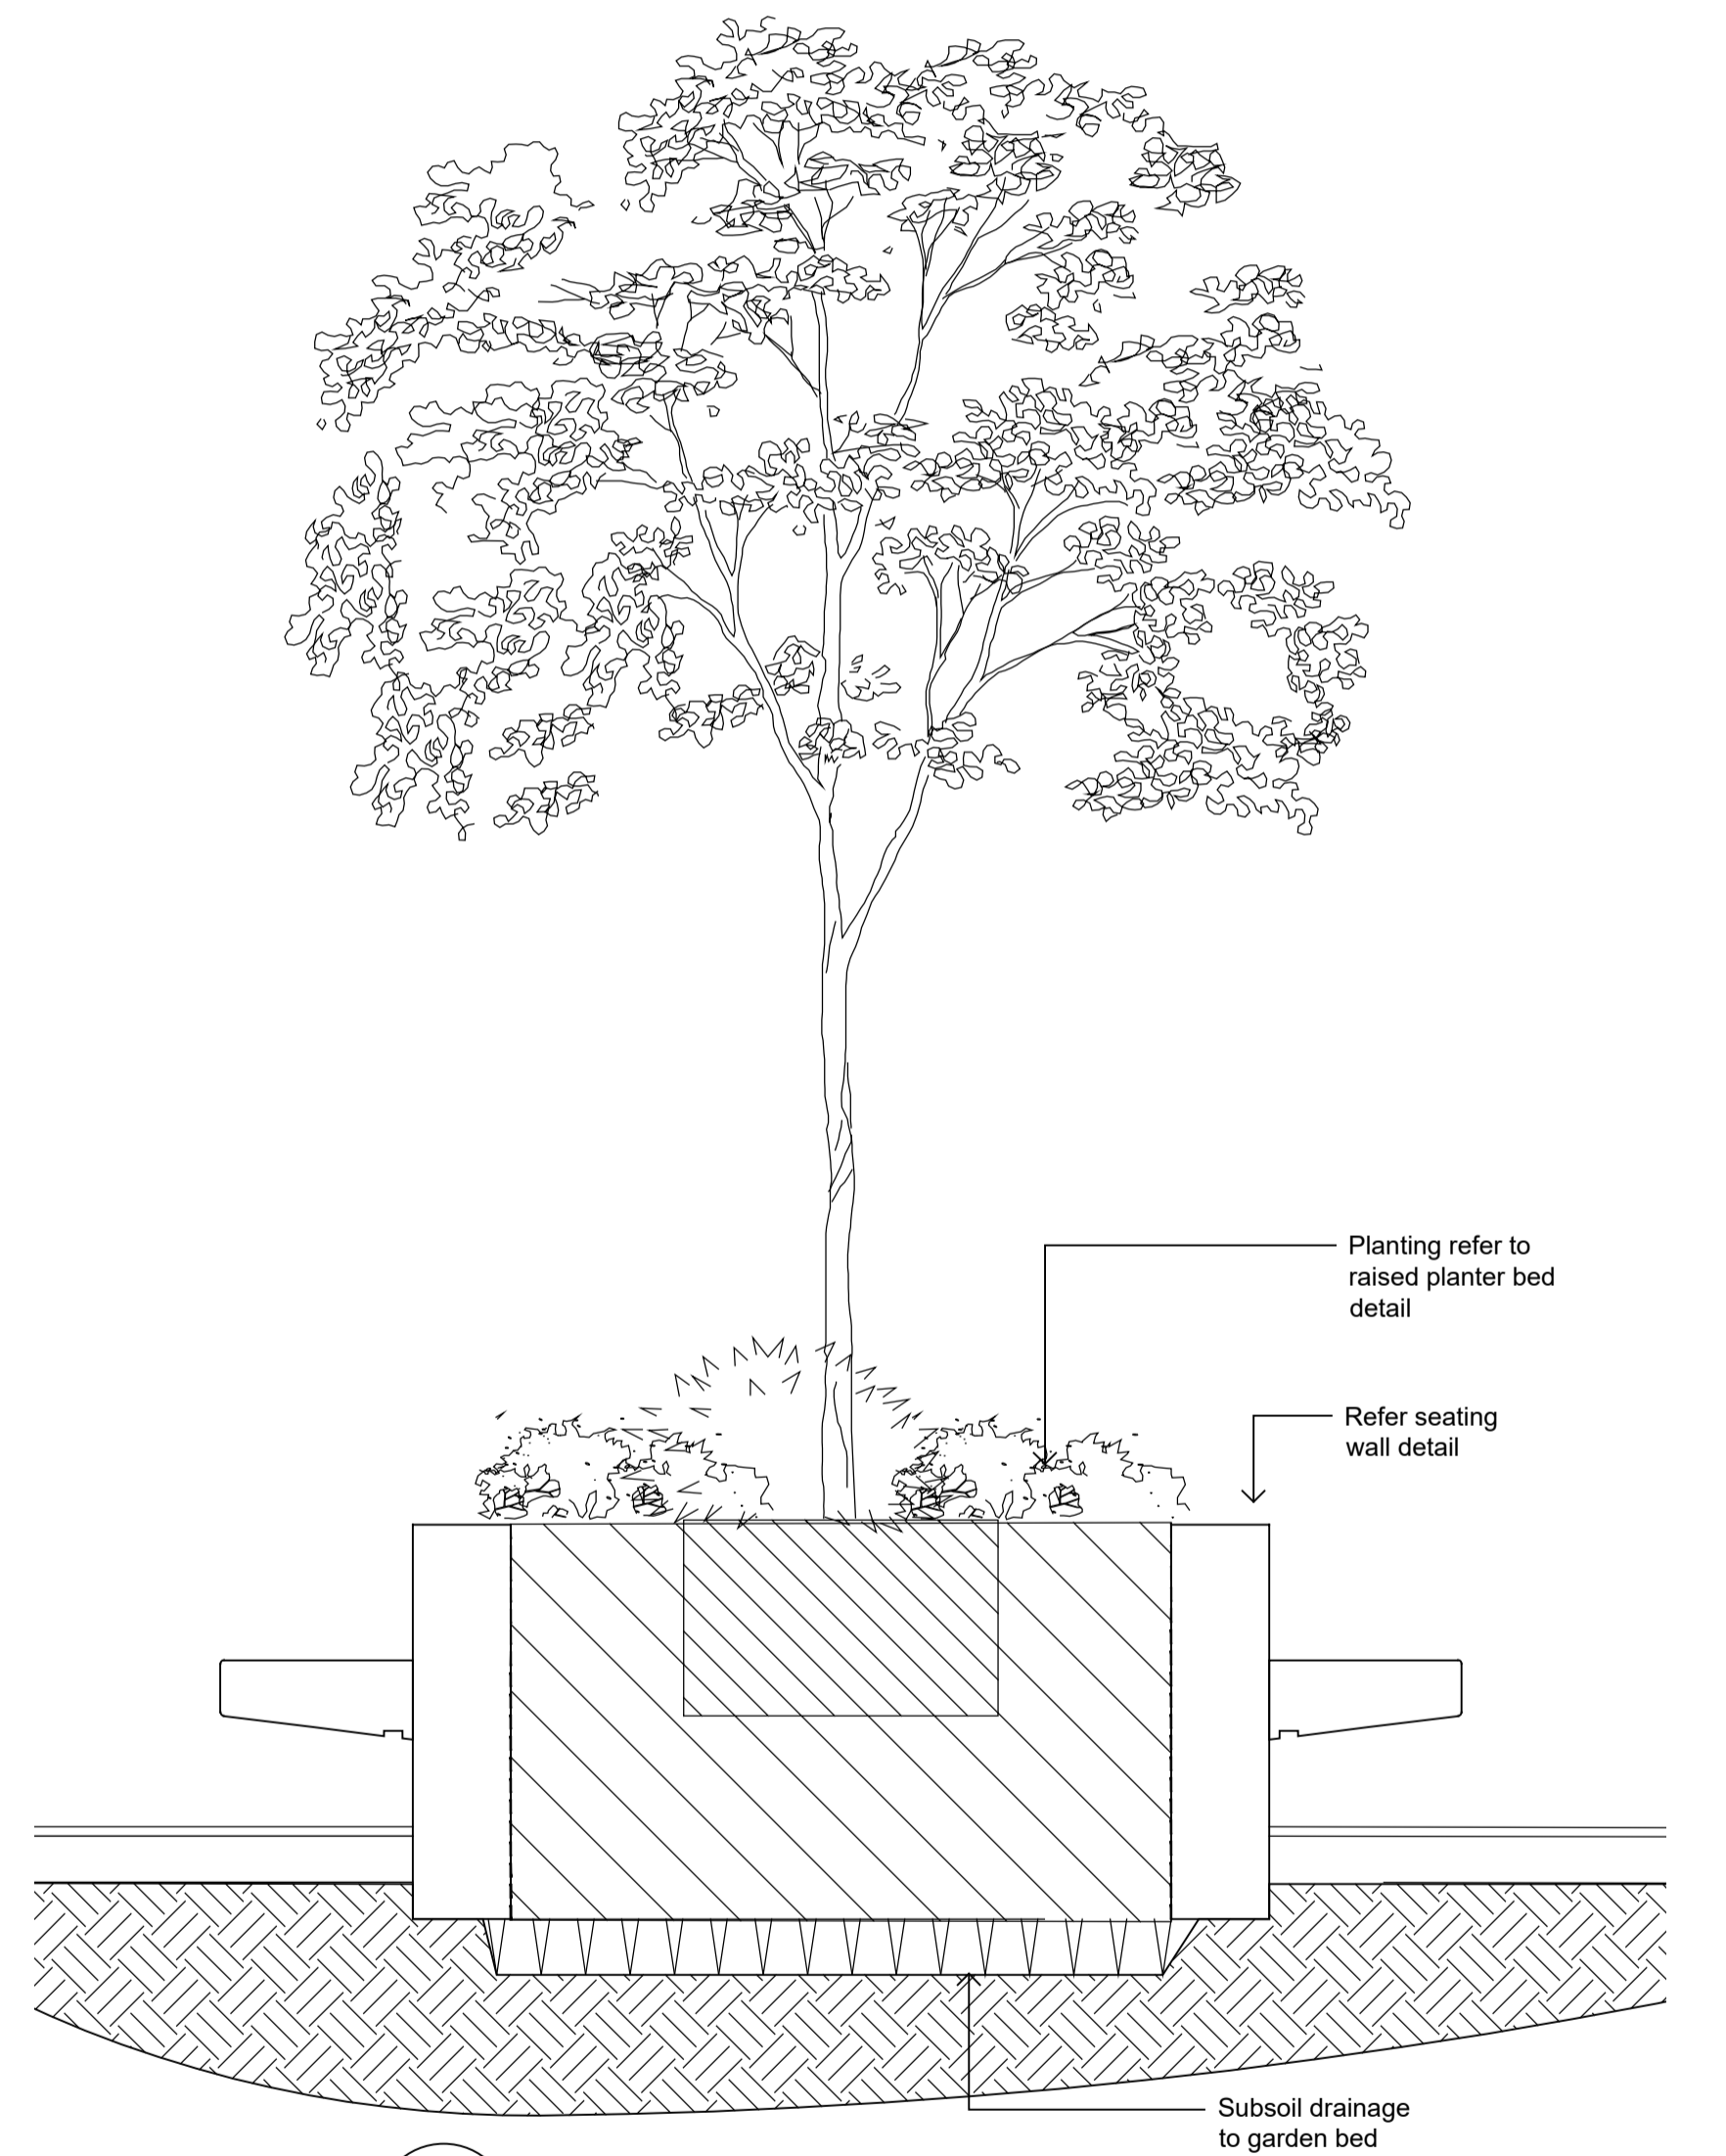 Planting refer to
raised planter bed
detail
Refer seating
wall detail
Subsoil drainage
to garden bed